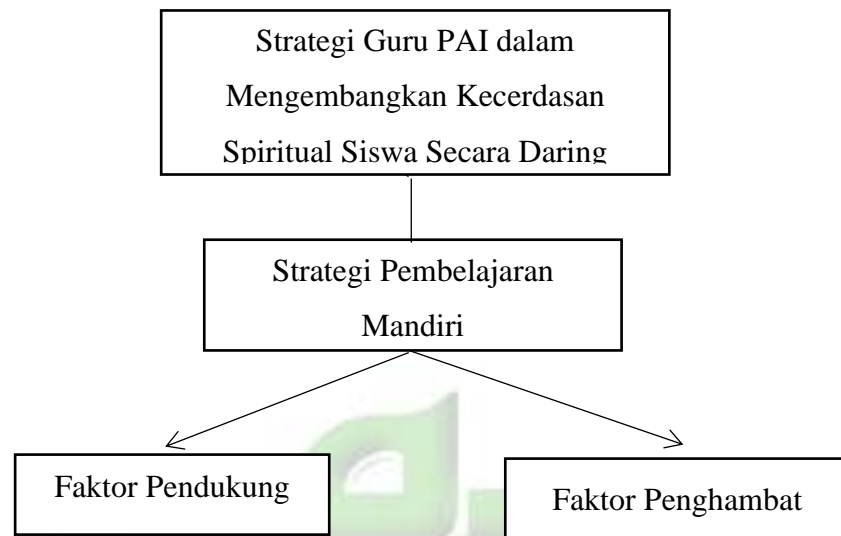 Strategi Guru PAI dalam
Mengembangkan Kecerdasan
Spiritual Siswa Secara Daring
Strategi Pembelajaran
Mandiri
Faktor Pendukung
Faktor Penghambat